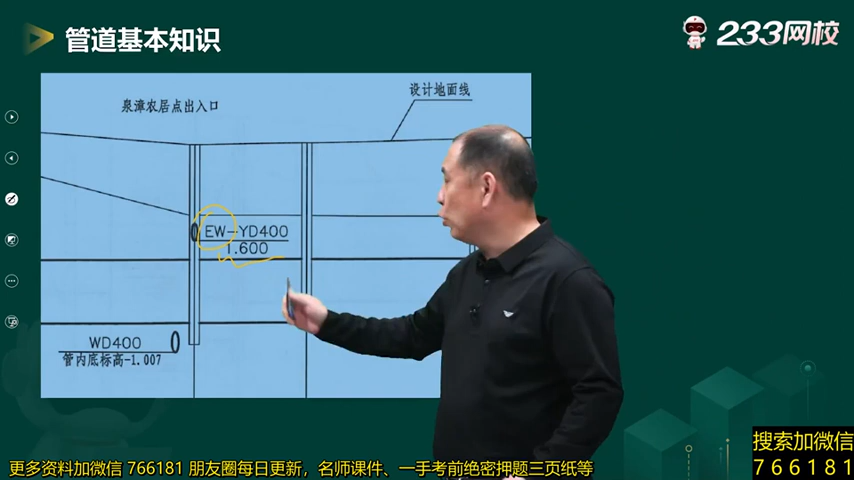 管道基本知识
233网校
泉漳农居点出入口
设计地面线
EW-YD400
1.600
WD400
管内底标高-1.007
搜索加微信
766181
更多资料加微信 766181 朋友圈每日更新，名师课件、一手考前绝密押题三页纸等